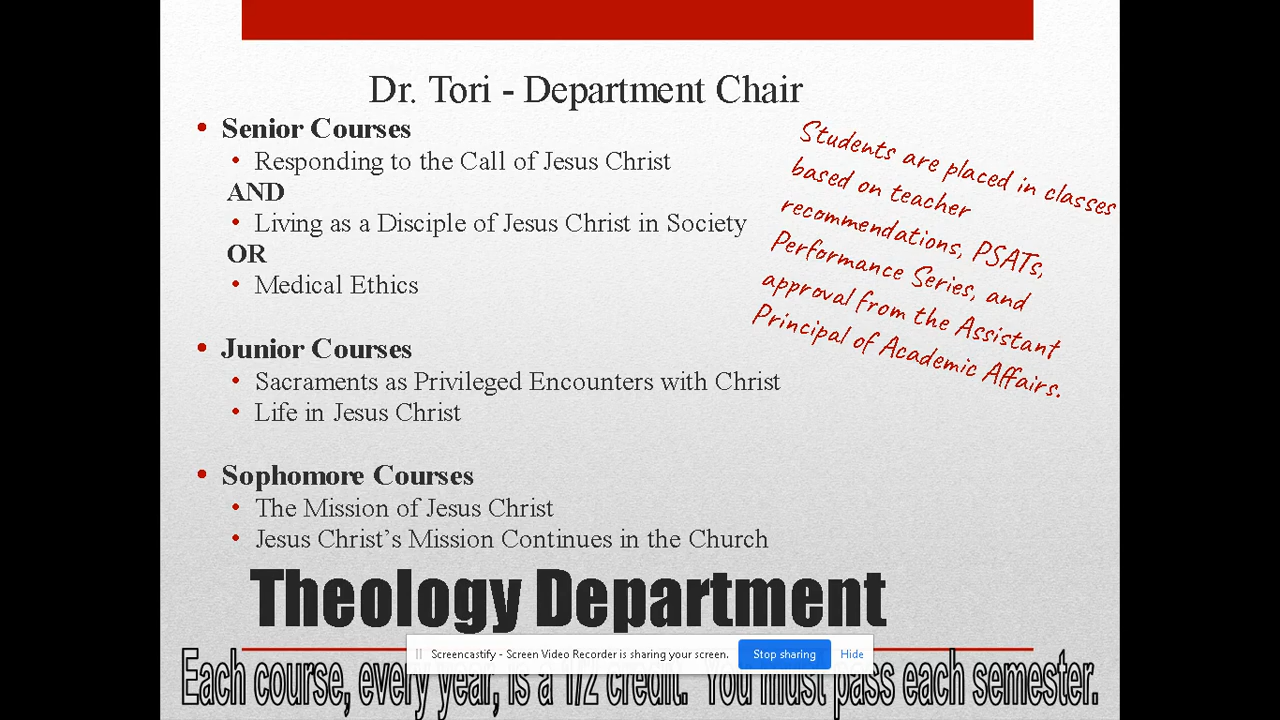 Dr. Tori - Department Chair
• Senior Courses
• Responding to the Call of Jesus Christ
AND
• Living as a Disciple of Jesus Christ in Society
OR
• Medical Ethics
• Junior Courses
• Sacraments as Privileged Encounters with Christ
• Life in Jesus Christ
• Sophomore Courses
• The Mission of Jesus Christ
• Jesus Christ’s Mission Continues in the Church
Students are placed in classes
based on teacher
recommendations, PSATs,
Performance Series, and
approval from the Assistant
Principal of Academic Affairs.
Theology Department
Screencastify - Screen Video Recorder is sharing your screen. Stop sharing Hide
Each course, every year, is a 1/2 credit. You must pass each semester.